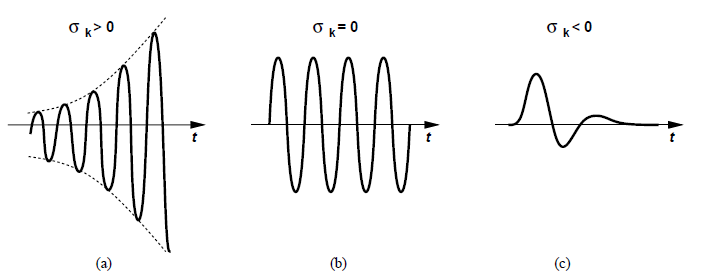 σ k > 0
σ k = 0
σ k < 0
t
t
t
(a)
(b)
(c)